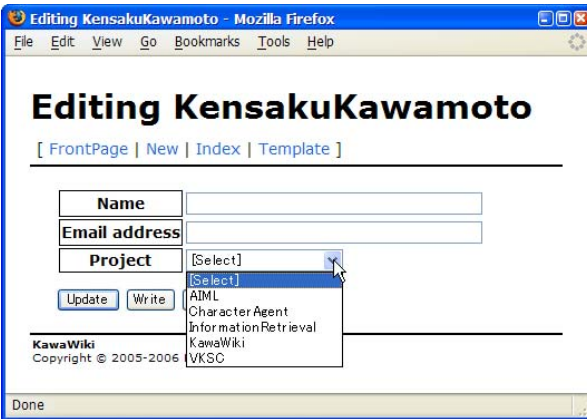 Editing KensakuKawamoto - Mozilla Firefox
File Edit View Go Bookmarks Tools Help
Editing KensakuKawamoto
[ FrontPage | New | Index | Template ]
Name
Email address
Project [Select]
[Select]
AIML
Character Agent
Information Retrieval
KawaWiki
VKSC
Update Write
KawaWiki
Copyright © 2005-2006
Done